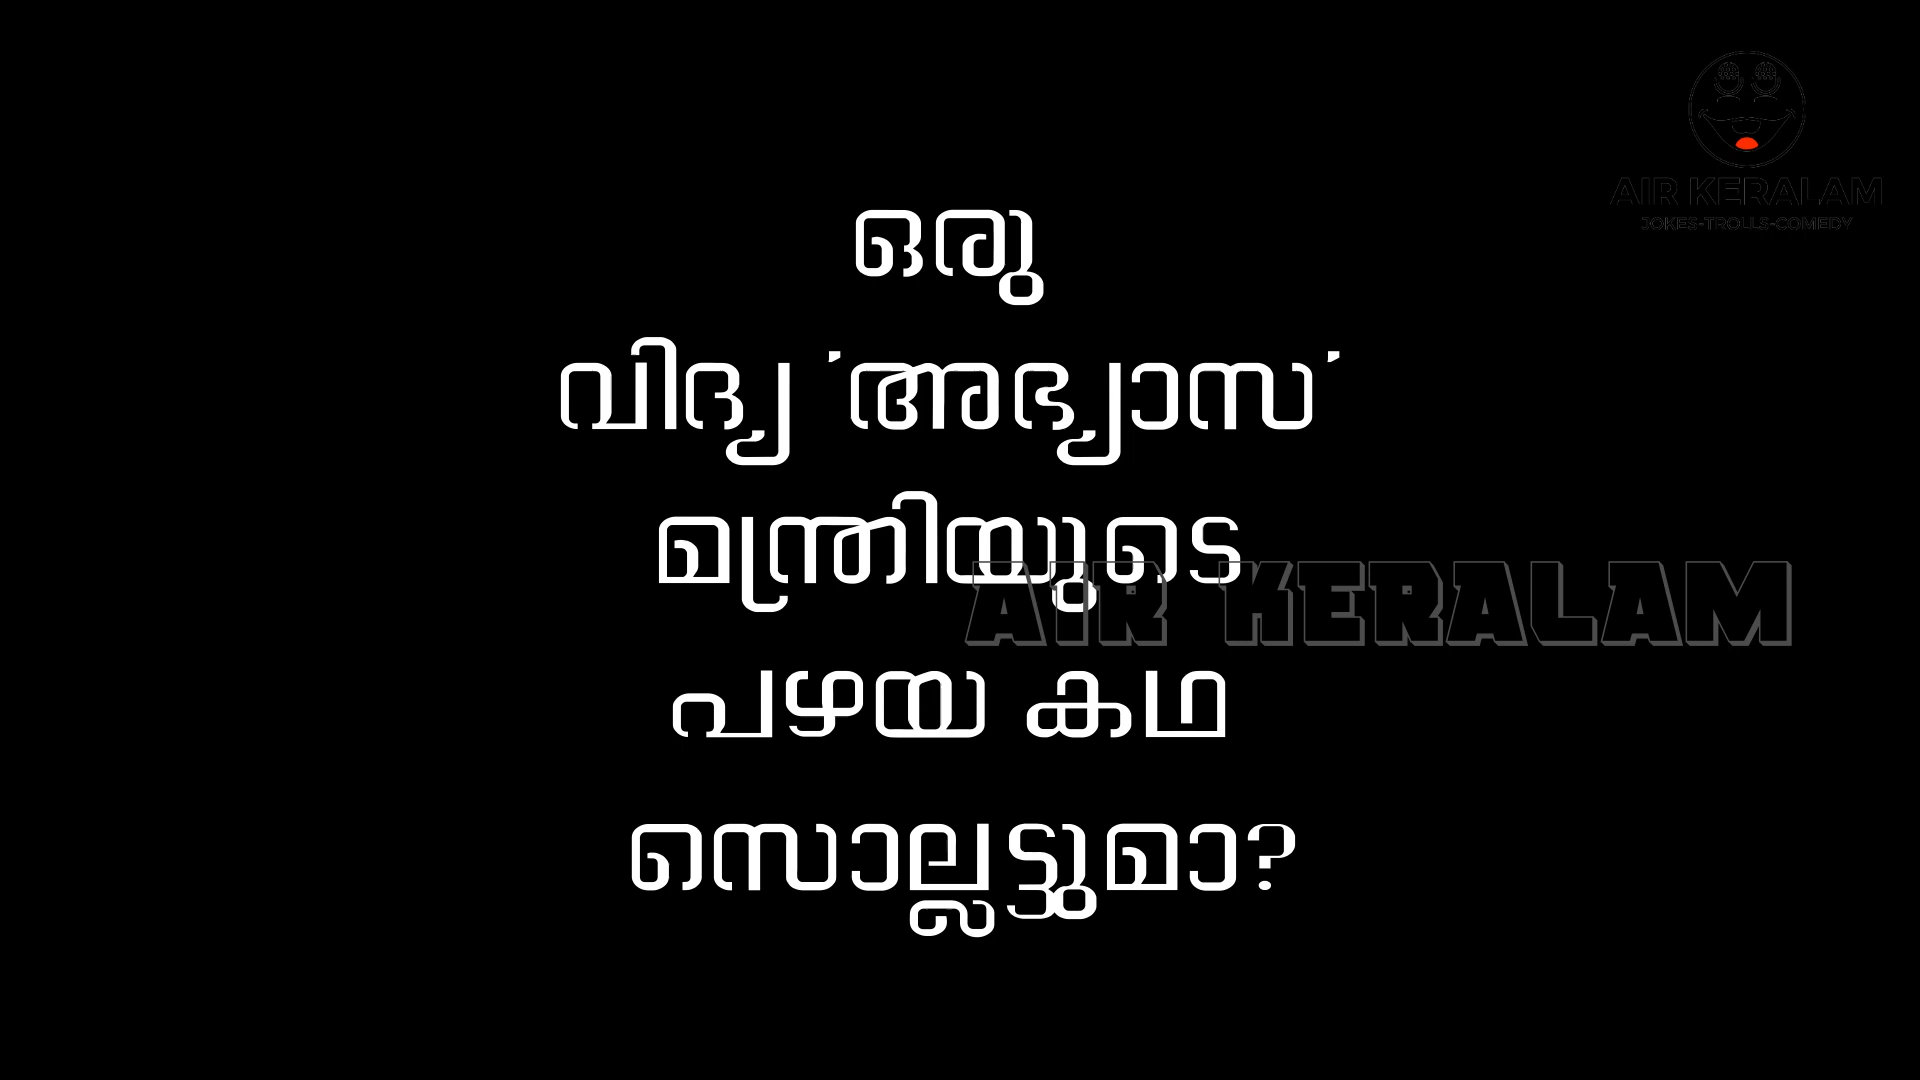 AIR KERALAM
JOKES-TROLLS-COMEDY
ഒരു
വിദ്യ 'അഭ്യാസ'
മന്ത്രിയുടെ
AIR KERALAM
പഴയ കഥ
സൊല്ലട്ടുമാ?